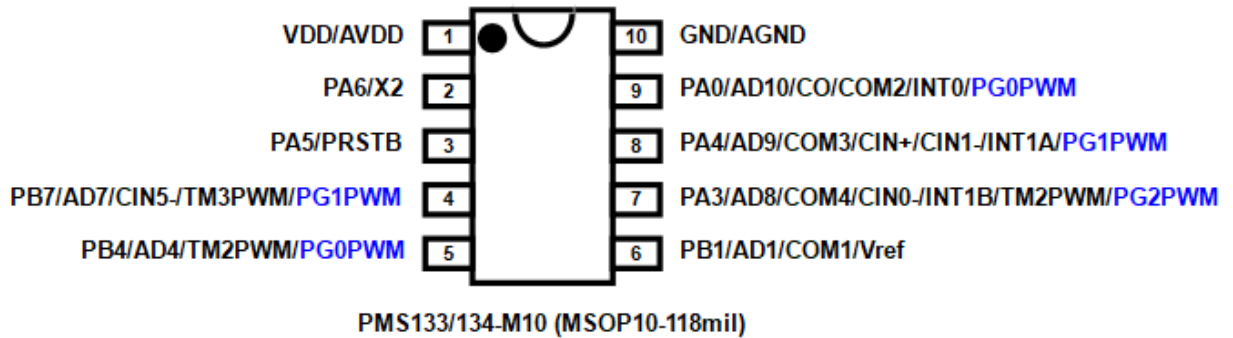 VDD/AVDD 1 10 GND/AGND
PA6/X2 2 9 PA0/AD10/CO/COM2/INT0/PG0PWM
PA5/PRSTB 3 8 PA4/AD9/COM3/CIN+/CIN1-/INT1A/PG1PWM
PB7/AD7/CIN5-/TM3PWM/PG1PWM 4 7 PA3/AD8/COM4/CIN0-/INT1B/TM2PWM/PG2PWM
PB4/AD4/TM2PWM/PG0PWM 5 6 PB1/AD1/COM1/Vref
PMS133/134-M10 (MSOP10-118mil)